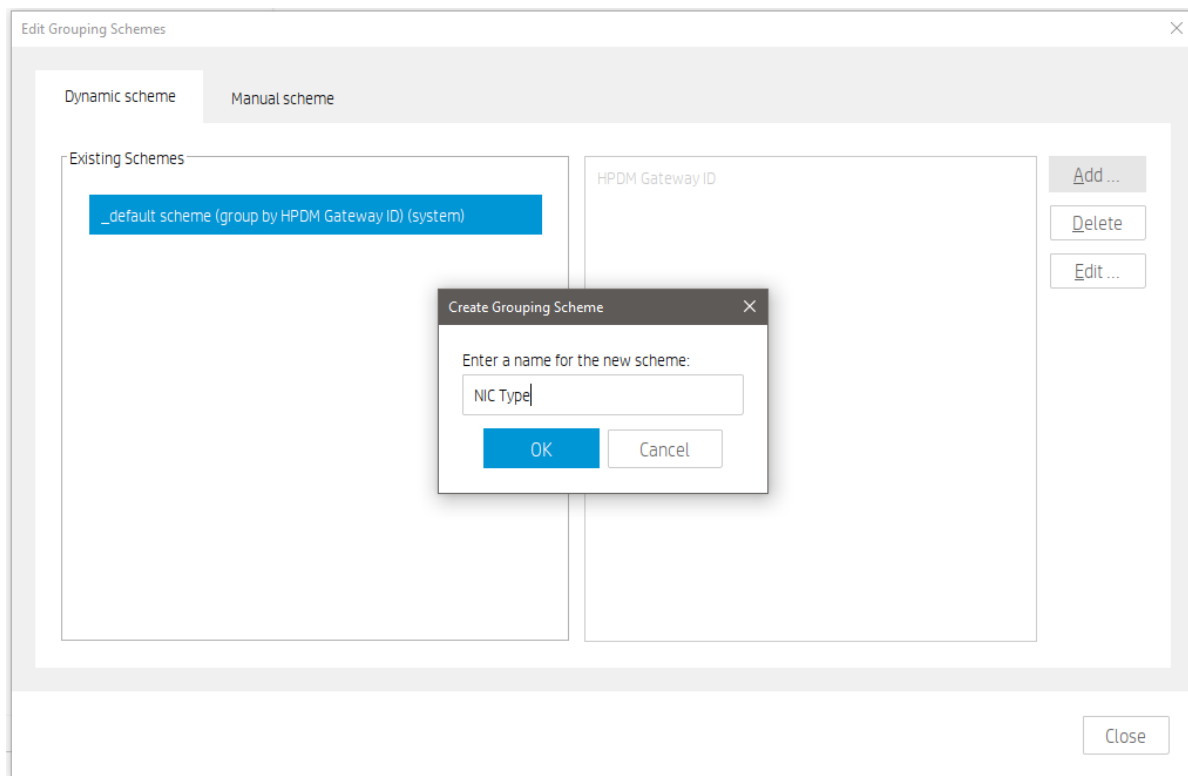 Edit Grouping Schemes
Dynamic scheme
Manual scheme
Existing Schemes
_default scheme (group by HPDM Gateway ID) (system)
HPDM Gateway ID
Add ...
Delete
Edit ...
Create Grouping Scheme
Enter a name for the new scheme:
NIC Type
OK
Cancel
Close